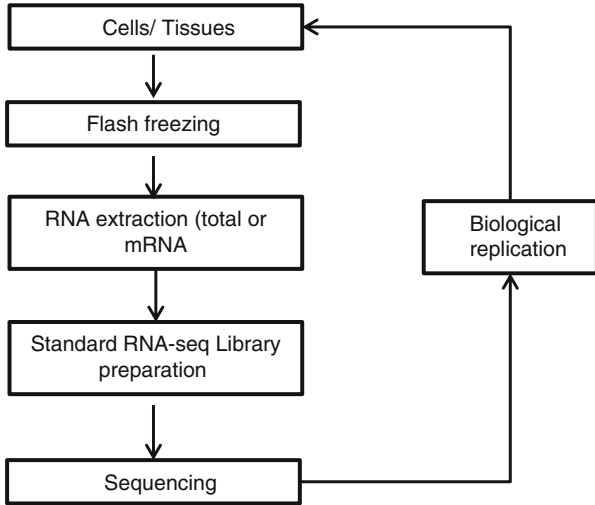 Cells/ Tissues
Flash freezing
RNA extraction (total or
mRNA
Biological
replication
Standard RNA-seq Library
preparation
Sequencing